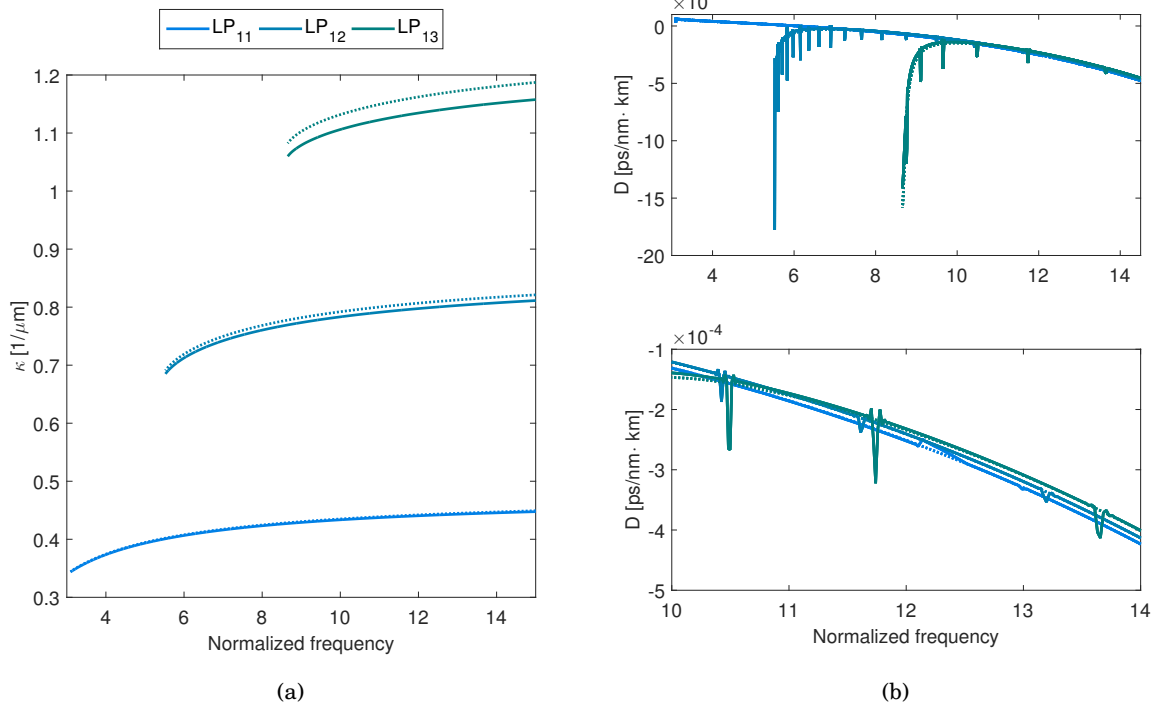 LP₁₁ LP₁₂ LP₁₃
1.2
1.1
1
0.9
0.8
0.7
0.6
0.5
0.4
0.3
κ [1/μm]
4 6 8 10 12 14
Normalized frequency
(a)
0
-5
-10
-15
-20
D [ps/nm· km]
4 6 8 10 12 14
×10⁻⁴
-1
-2
-3
-4
-5
D [ps/nm· km]
10 11 12 13 14
Normalized frequency
(b)